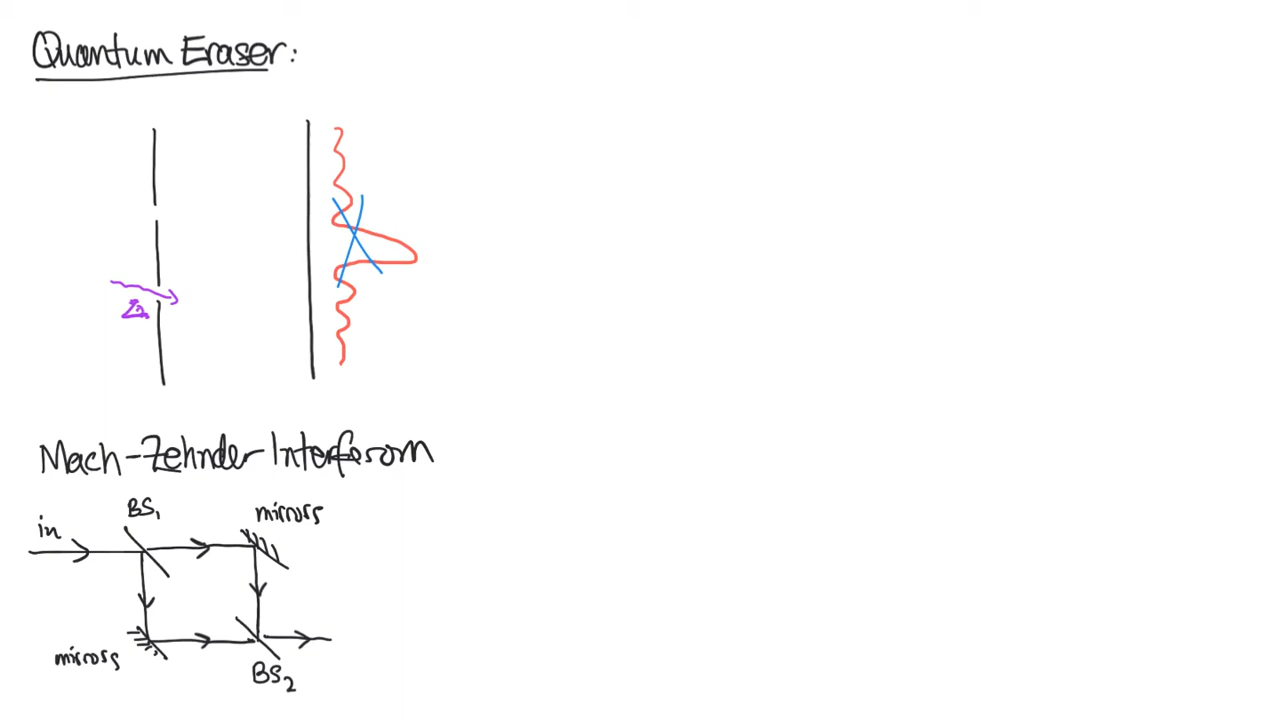 Quantum Eraser:
Mach-Zehnder Interferom
BS1
mirrors
in
mirrors
BS2